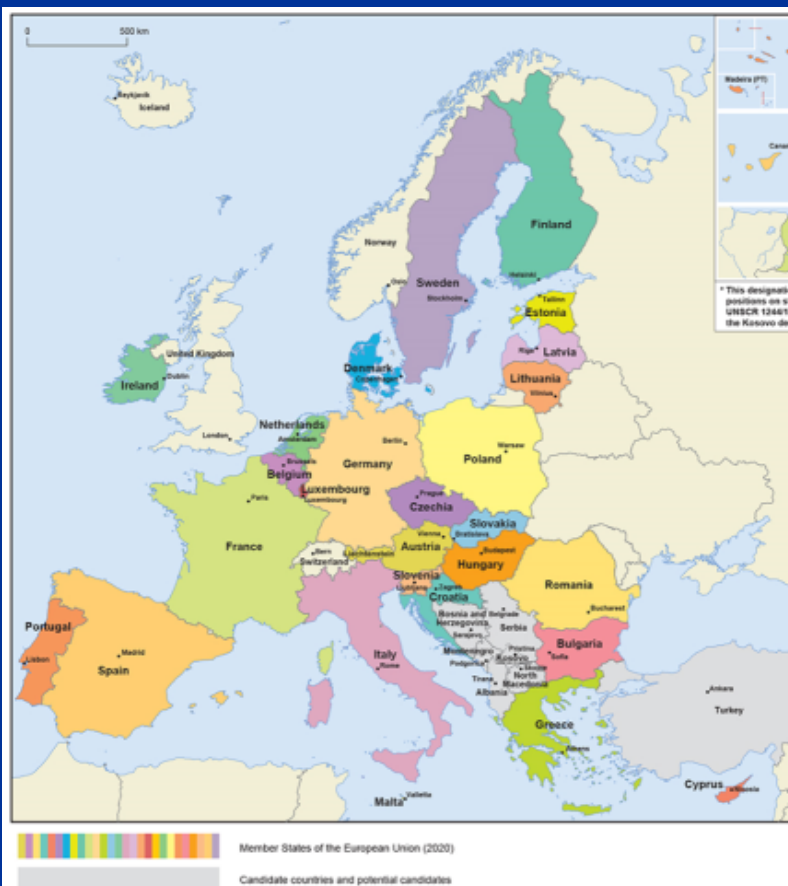 0 500 km
Reykjavik
Iceland
Madeira (PT)
Finland
Norway
Helsinki
Oslo
Sweden
Tallinn
Stockholm
* This
positions on
UNSCR
the Kosovo
Estonia
Riga
Latvia
United Kingdom
Denmark
Copenhagen
Lithuania
Dublin
Ireland
Vilnius
Netherlands
Amsterdam
London
Berlin
Warsaw
Poland
Brussels
Germany
Belgium
Luxembourg
Luxembourg
Paris
Prague
Czechia
Slovakia
Vienna
Bratislava
France
Bern
Liechtenstein
Austria
Budapest
Switzerland
Hungary
Slovenia
Ljubljana
Zagreb
Romania
Croatia
Bosnia and
Herzegovina
Belgrade
Bucharest
Portugal
Serbia
Sarajevo
Bulgaria
Madrid
Italy
Montenegro
Pristina
Kosovo
Sofia
Lisbon
Spain
Rome
Podgorica
Skopje
North
Macedonia
Tirana
Albania
Ankara
Turkey
Greece
Athens
Cyprus
Nicosia
Malta
Valletta
Member States of the European Union (2020)
Candidate countries and potential candidates